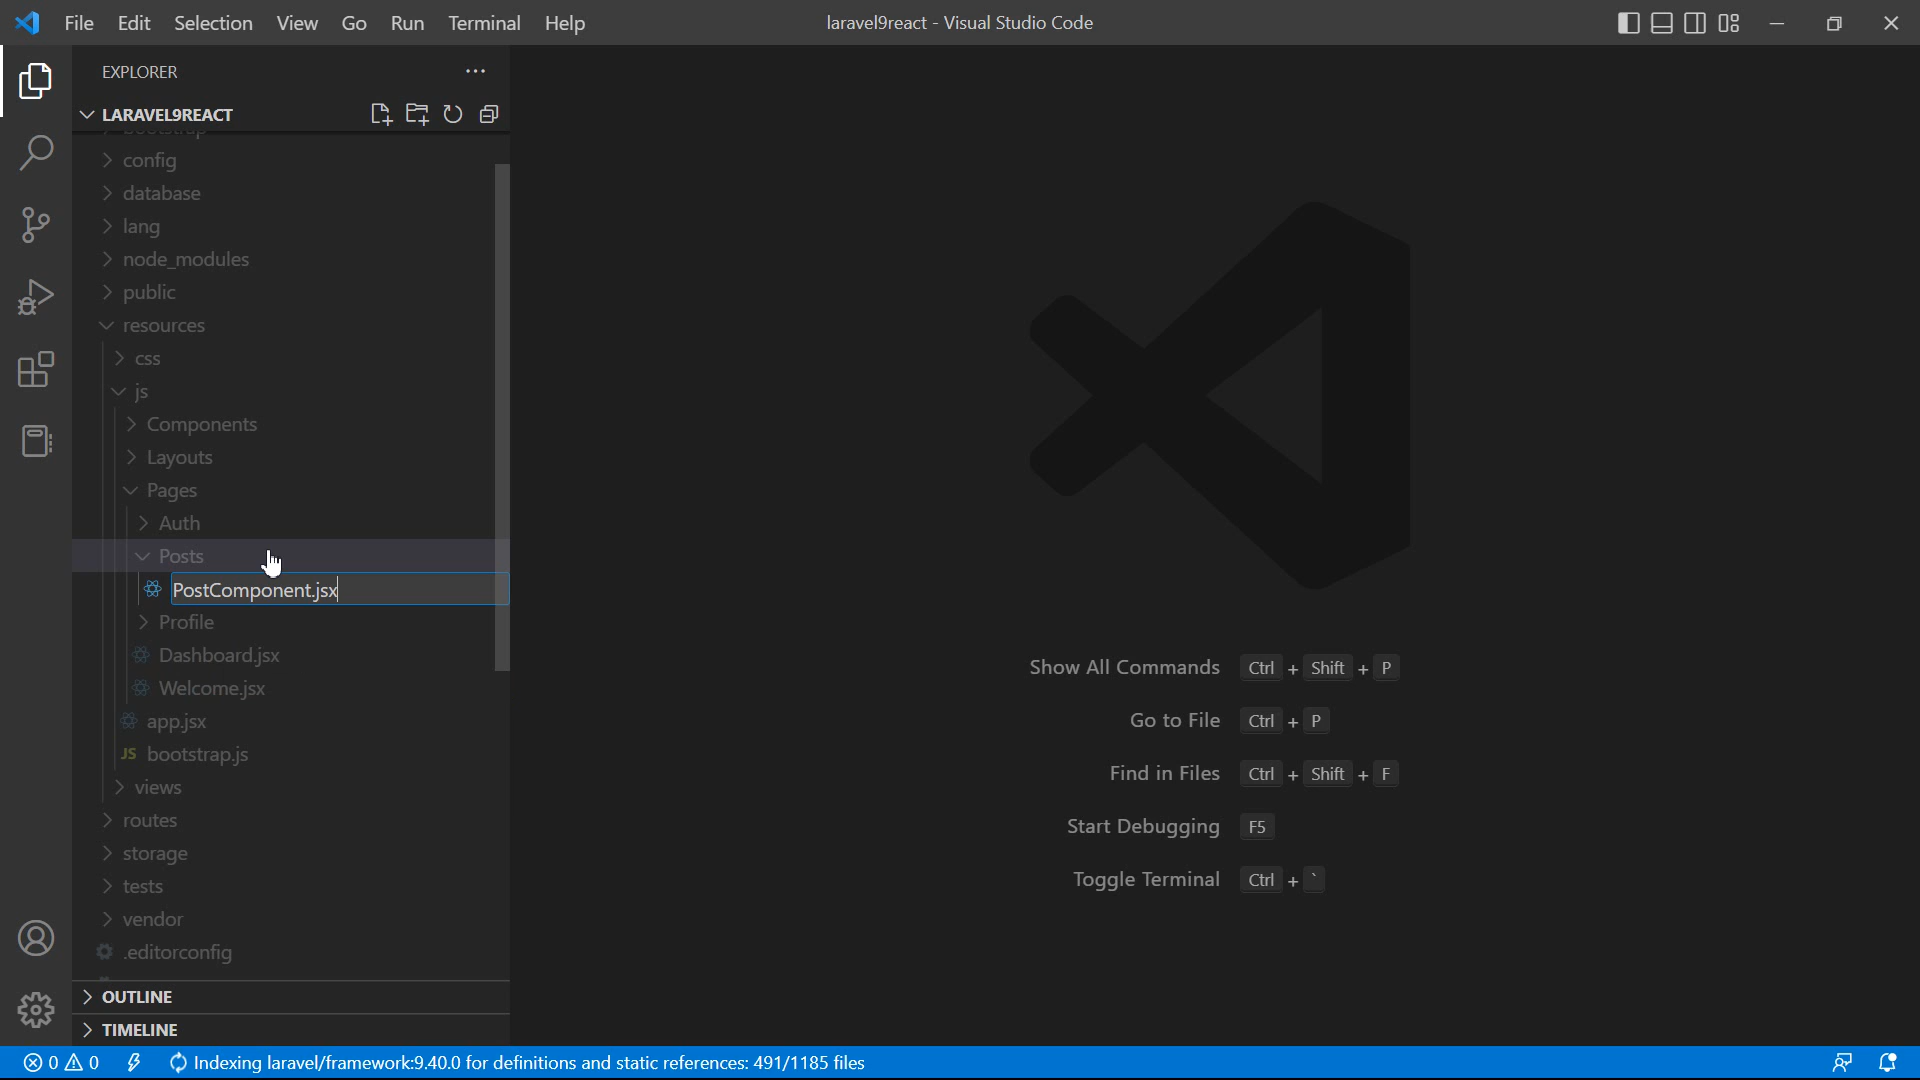 File Edit Selection View Go Run Terminal Help
laravel9react - Visual Studio Code
EXPLORER
LARAVEL9REACT
bootstrap
config
database
lang
node_modules
public
resources
css
js
Components
Layouts
Pages
Auth
Posts
PostComponent.jsx
Profile
Dashboard.jsx
Welcome.jsx
app.jsx
JS bootstrap.js
views
routes
storage
tests
vendor
.editorconfig
OUTLINE
TIMELINE
Show All Commands Ctrl + Shift + P
Go to File Ctrl + P
Find in Files Ctrl + Shift + F
Start Debugging F5
Toggle Terminal Ctrl + `
0 0 Indexing laravel/framework:9.40.0 for definitions and static references: 491/1185 files